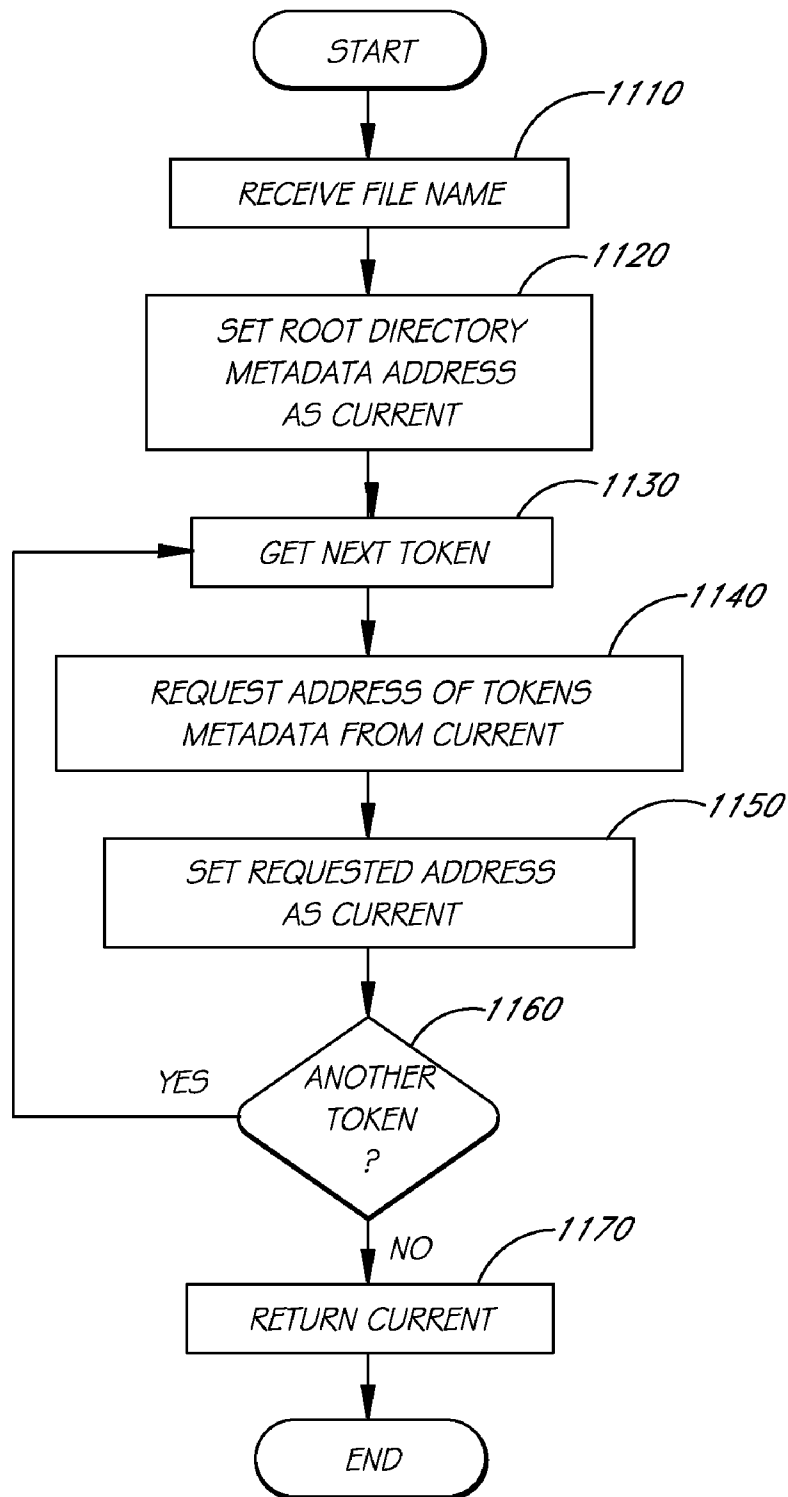 START
1110
RECEIVE FILE NAME
1120
SET ROOT DIRECTORY
METADATA ADDRESS
AS CURRENT
1130
GET NEXT TOKEN
1140
REQUEST ADDRESS OF TOKENS
METADATA FROM CURRENT
1150
SET REQUESTED ADDRESS
AS CURRENT
1160
YES
ANOTHER
TOKEN
?
NO
1170
RETURN CURRENT
END